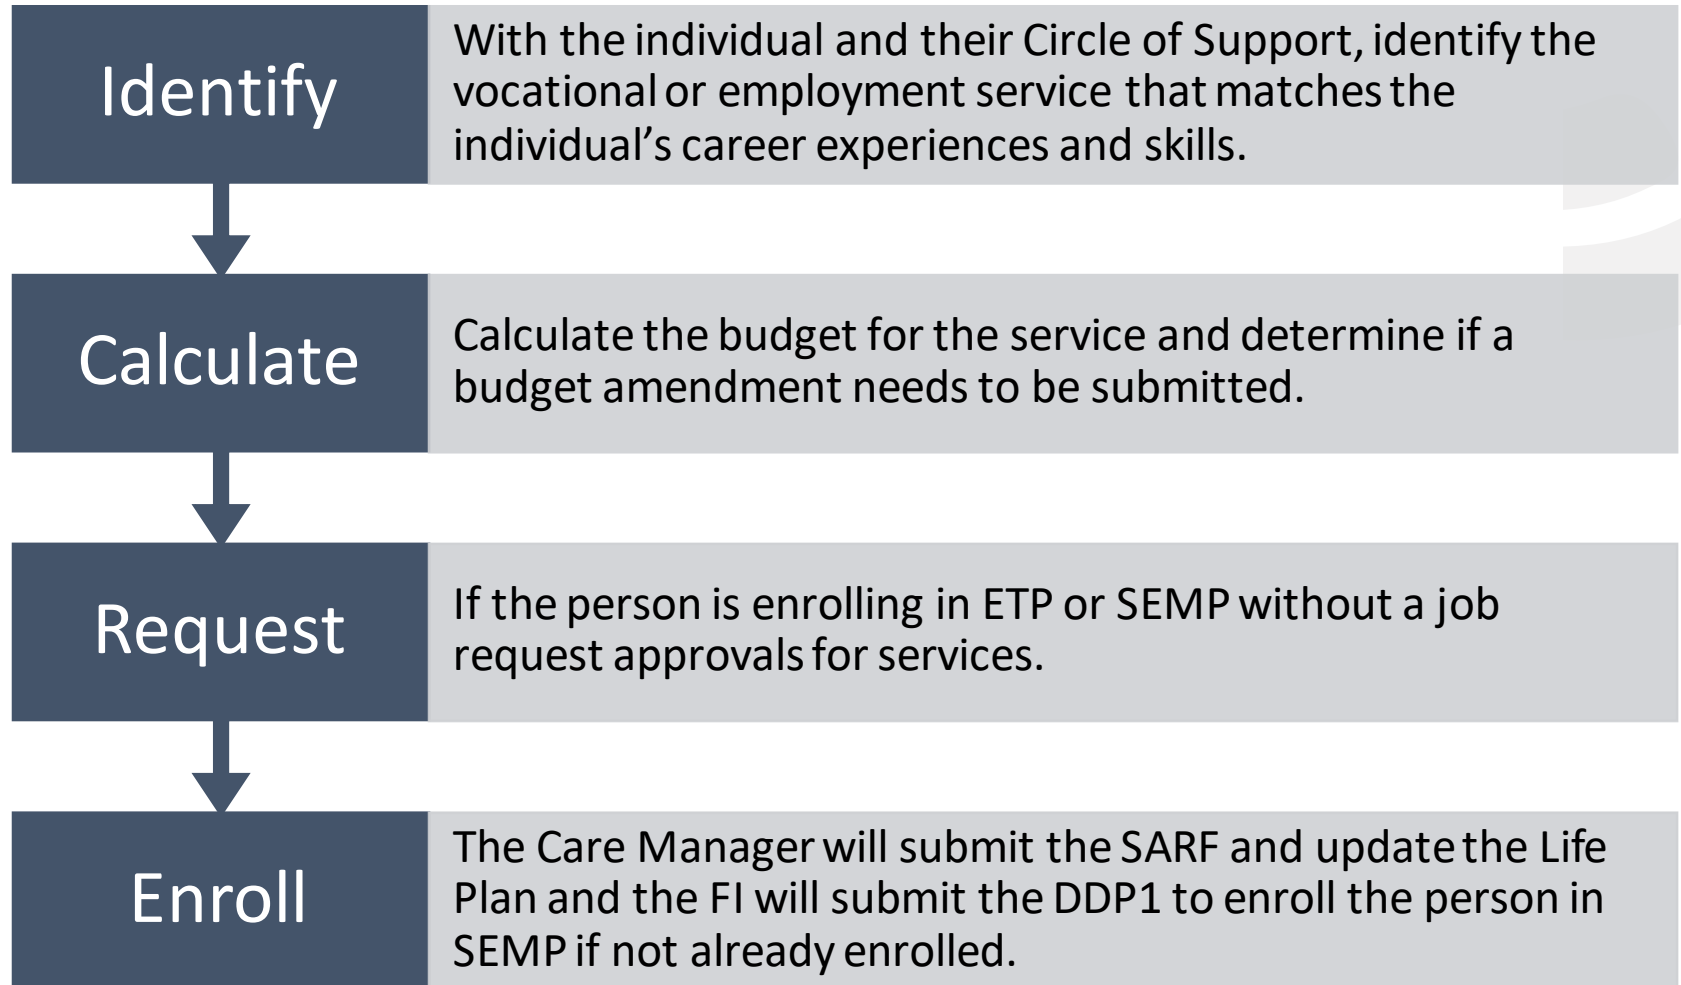 Identify
With the individual and their Circle of Support, identify the
vocational or employment service that matches the
individual’s career experiences and skills.
Calculate
Calculate the budget for the service and determine if a
budget amendment needs to be submitted.
Request
If the person is enrolling in ETP or SEMP without a job
request approvals for services.
Enroll
The Care Manager will submit the SARF and update the Life
Plan and the FI will submit the DDP1 to enroll the person in
SEMP if not already enrolled.